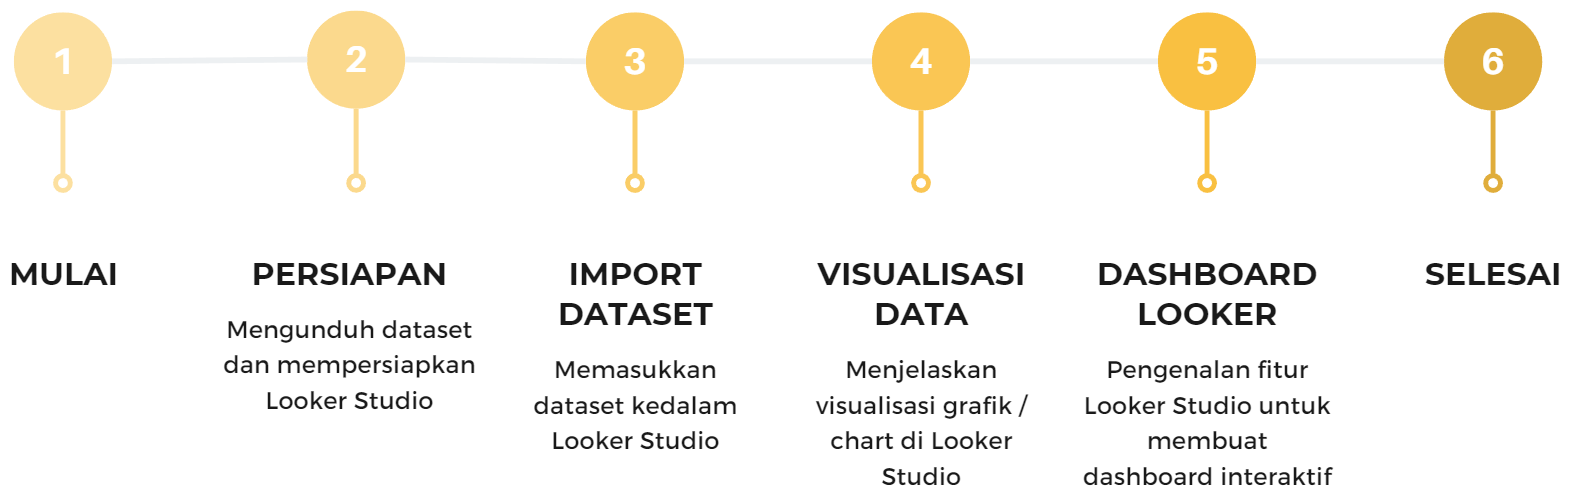 1
2
3
4
5
6
MULAI
PERSIAPAN
Mengunduh dataset
dan mempersiapkan
Looker Studio
IMPORT
DATASET
Memasukkan
dataset kedalam
Looker Studio
VISUALISASI
DATA
Menjelaskan
visualisasi grafik /
chart di Looker
Studio
DASHBOARD
LOOKER
Pengenalan fitur
Looker Studio untuk
membuat
dashboard interaktif
SELESAI